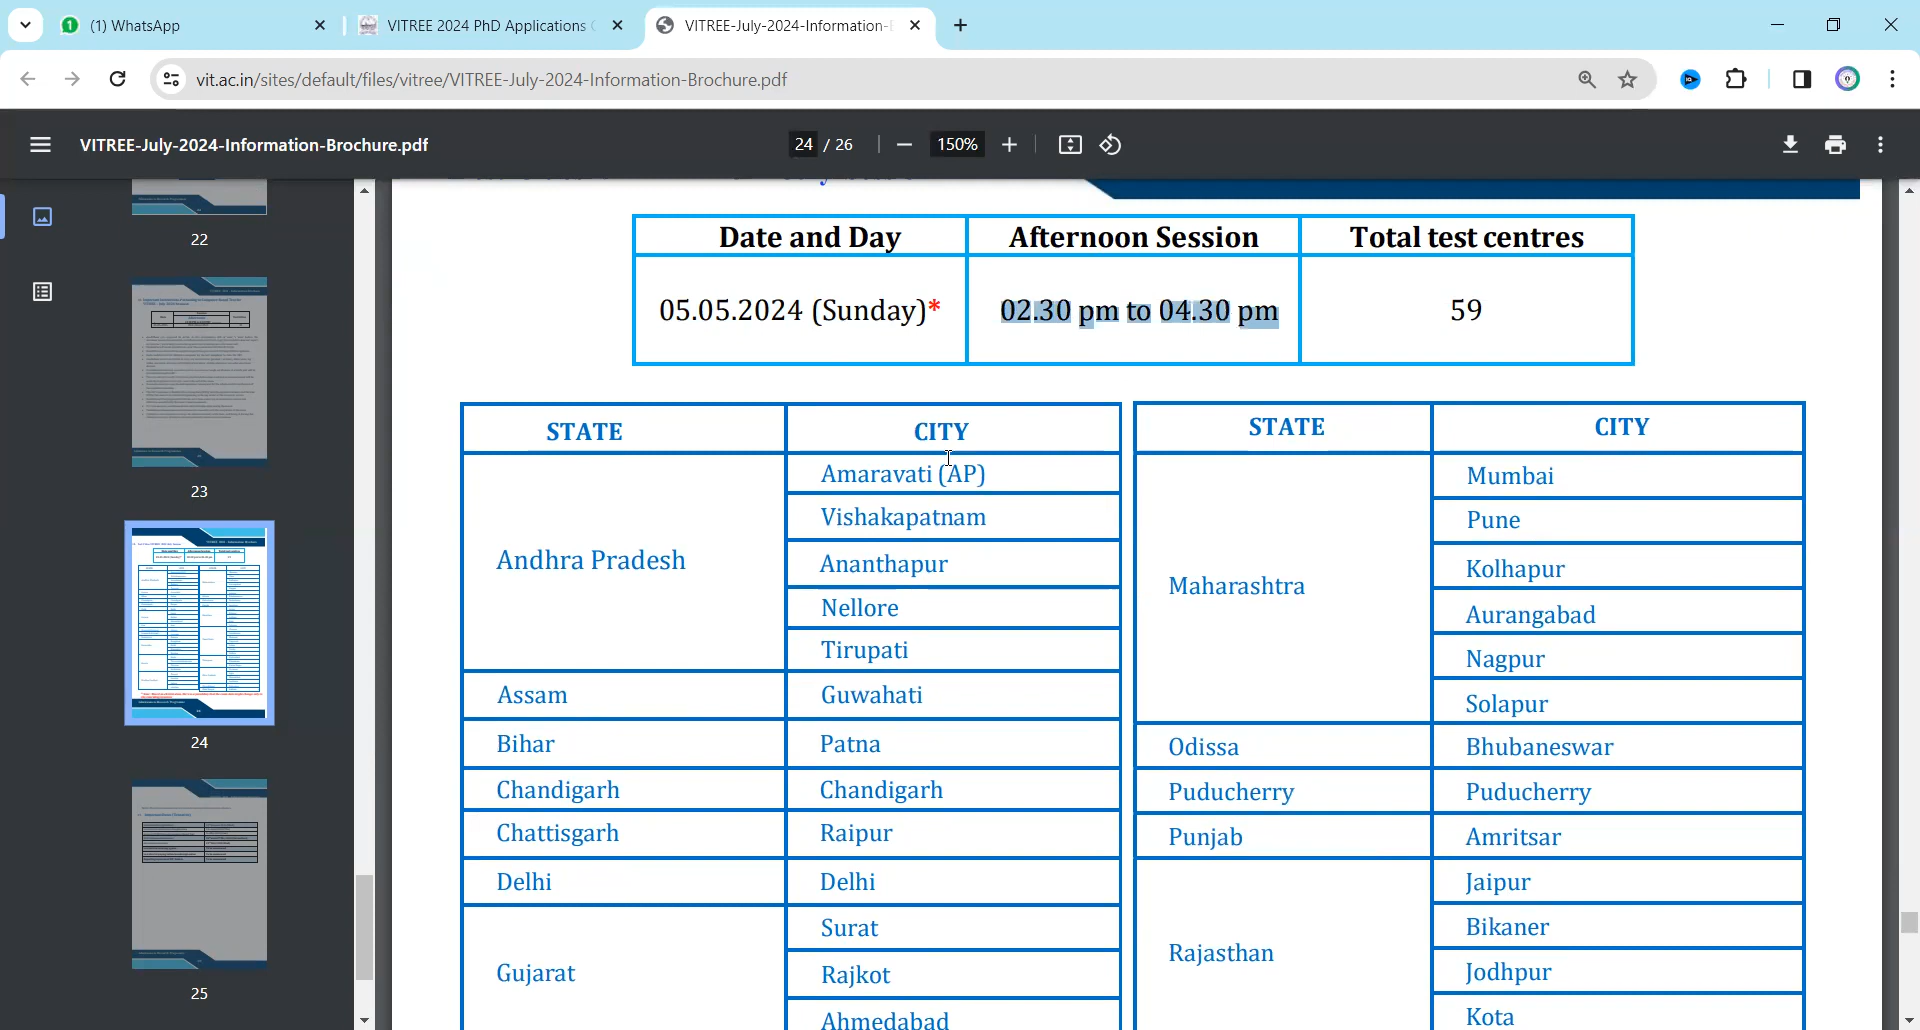 (1) WhatsApp
VITREE 2024 PhD Applications
VITREE-July-2024-Information-
vit.ac.in/sites/default/files/vitree/VITREE-July-2024-Information-Brochure.pdf
VITREE-July-2024-Information-Brochure.pdf
24 / 26
150%
22
23
24
25
Date and Day Afternoon Session Total test centres
05.05.2024 (Sunday)* 02.30 pm to 04.30 pm 59
STATE CITY
Andhra Pradesh
Amaravati (AP)
Vishakapatnam
Ananthapur
Nellore
Tirupati
Assam Guwahati
Bihar Patna
Chandigarh Chandigarh
Chattisgarh Raipur
Delhi Delhi
Gujarat
Surat
Rajkot
Ahmedabad
STATE CITY
Maharashtra
Mumbai
Pune
Kolhapur
Aurangabad
Nagpur
Solapur
Odissa Bhubaneswar
Puducherry Puducherry
Punjab Amritsar
Rajasthan
Jaipur
Bikaner
Jodhpur
Kota